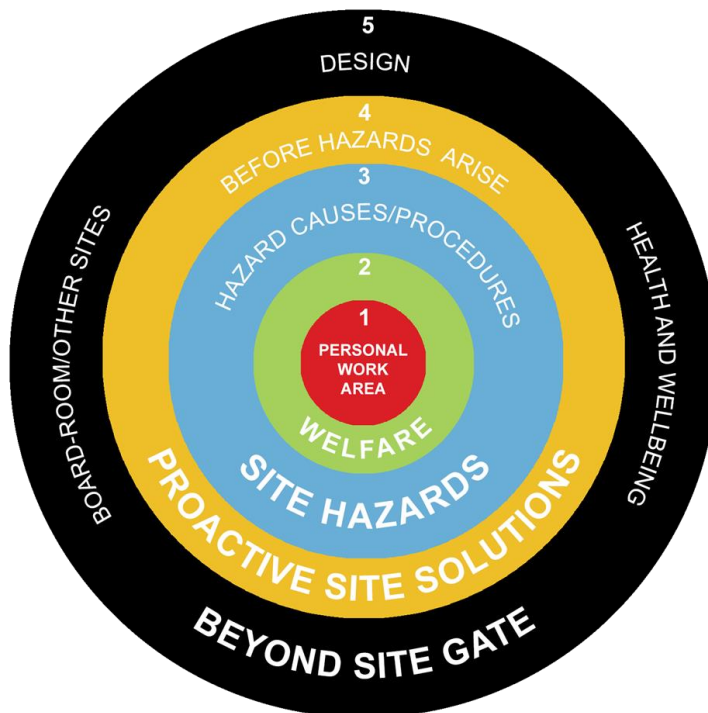 5
DESIGN
BOARD-ROOM/OTHER SITES
HEALTH AND WELLBEING
4
BEFORE HAZARDS ARISE
3
HAZARD CAUSES/PROCEDURES
2
1
PERSONAL
WORK
AREA
WELFARE
SITE HAZARDS
PROACTIVE SITE SOLUTIONS
BEYOND SITE GATE